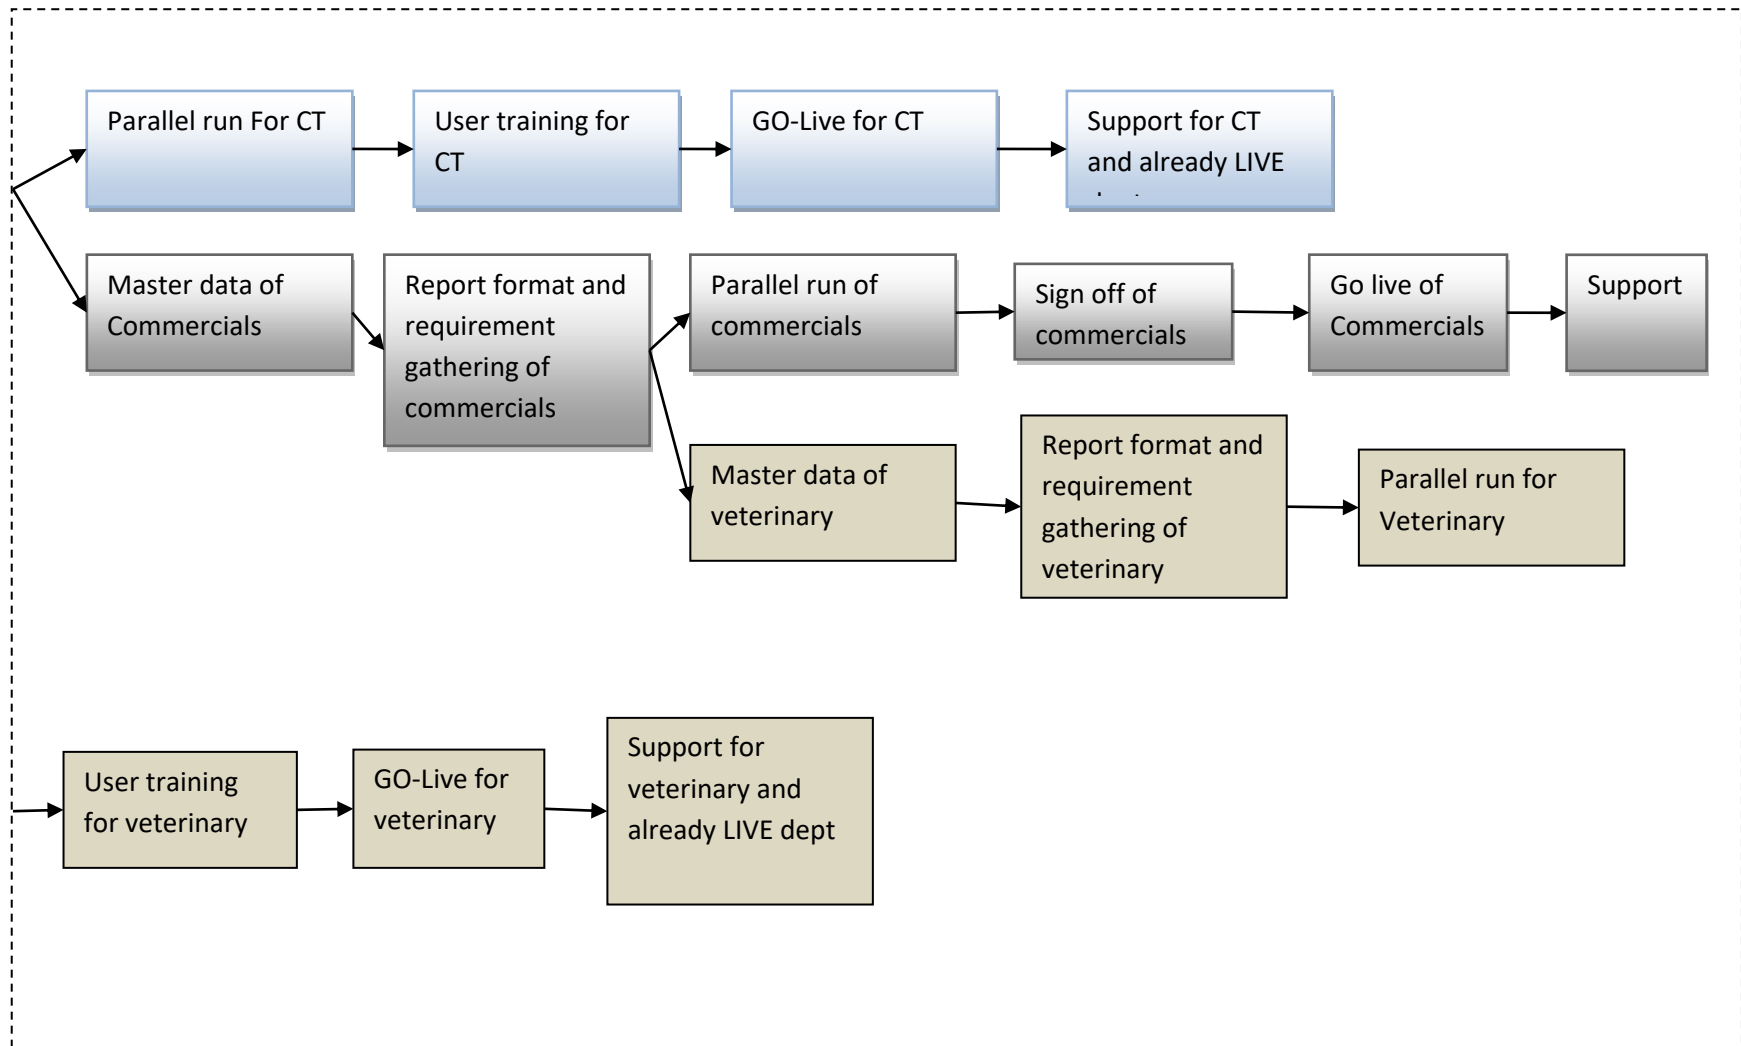 Parallel run For CT
User training for
CT
GO-Live for CT
Support for CT
and already LIVE
Master data of
Commercials
Report format and
requirement
gathering of
commercials
Parallel run of
commercials
Sign off of
commercials
Go live of
Commercials
Support
Master data of
veterinary
Report format and
requirement
gathering of
veterinary
Parallel run for
Veterinary
User training
for veterinary
GO-Live for
veterinary
Support for
veterinary and
already LIVE dept